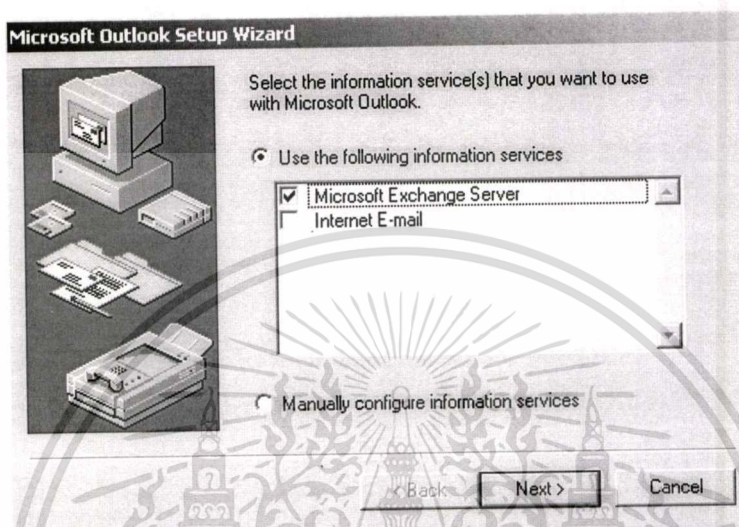 Microsoft Outlook Setup Wizard
Select the information service(s) that you want to use
with Microsoft Outlook.
Use the following information services
Microsoft Exchange Server
Internet E-mail
Manually configure information services
< Back
Next >
Cancel